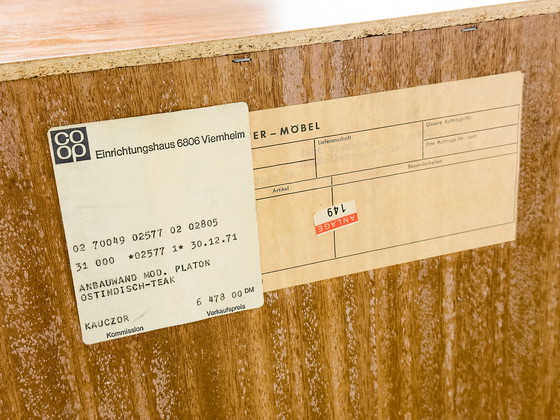 co
op
Einrichtungshaus 6806 Viernheim
02 70049 02577 02 02805
31 000 *02577 1* 30.12.71
ANBAUWAND MOD. PLATON
OSTINDISCH-TEAK
6 478 00 DM
KAUCZOR
Verkaufspreis
Kommission
ER-MÖBEL
Lieferanschrift
Unsere Auftrags-Nr.
Ihre Auftrags-Nr. vom
Artikel
Besonderheiten
149
ANLAGE